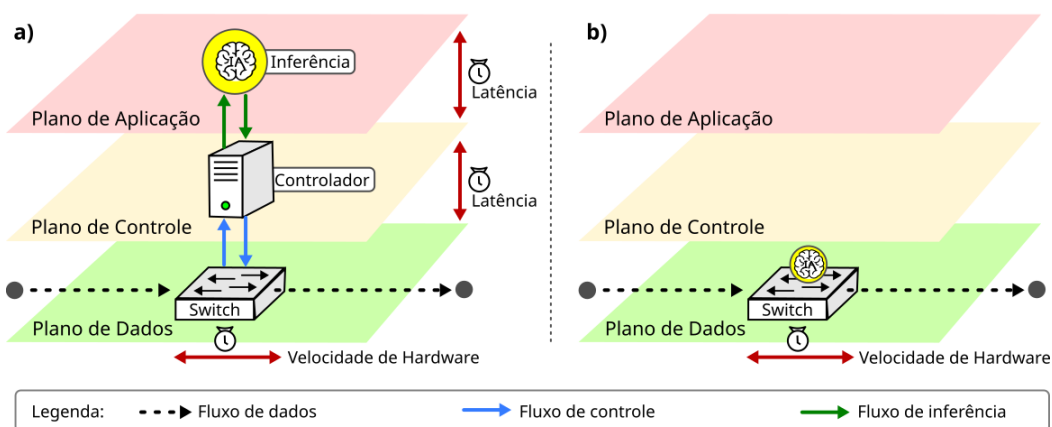 a)
IA
Inferência
Latência
Plano de Aplicação
Controlador
Latência
Plano de Controle
Switch
Plano de Dados
Velocidade de Hardware
b)
Plano de Aplicação
Plano de Controle
IA
Switch
Plano de Dados
Velocidade de Hardware
Legenda:
Fluxo de dados
Fluxo de controle
Fluxo de inferência